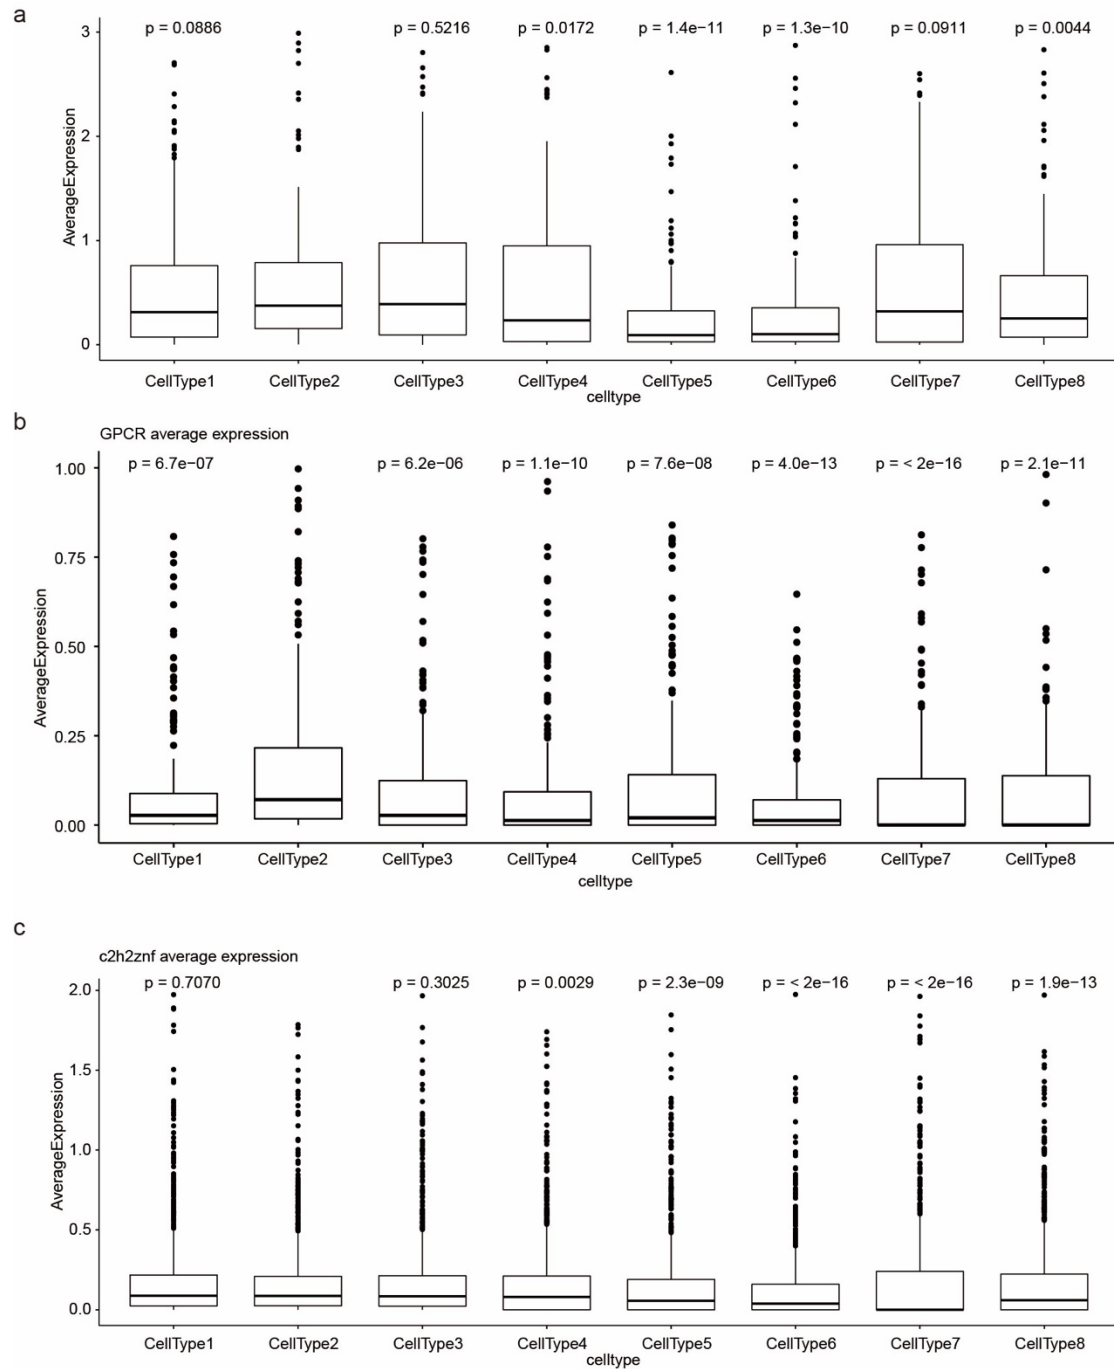 a
p = 0.0886 p = 0.5216 p = 0.0172 p = 1.4e−11 p = 1.3e−10 p = 0.0911 p = 0.0044
3
2
1
0
AverageExpression
CellType1 CellType2 CellType3 CellType4 CellType5 CellType6 CellType7 CellType8
celltype
b
GPCR average expression
p = 6.7e−07 p = 6.2e−06 p = 1.1e−10 p = 7.6e−08 p = 4.0e−13 p = < 2e−16 p = 2.1e−11
1.00
0.75
0.50
0.25
0.00
AverageExpression
CellType1 CellType2 CellType3 CellType4 CellType5 CellType6 CellType7 CellType8
celltype
c
c2h2znf average expression
p = 0.7070 p = 0.3025 p = 0.0029 p = 2.3e−09 p = < 2e−16 p = < 2e−16 p = 1.9e−13
2.0
1.5
1.0
0.5
0.0
AverageExpression
CellType1 CellType2 CellType3 CellType4 CellType5 CellType6 CellType7 CellType8
celltype